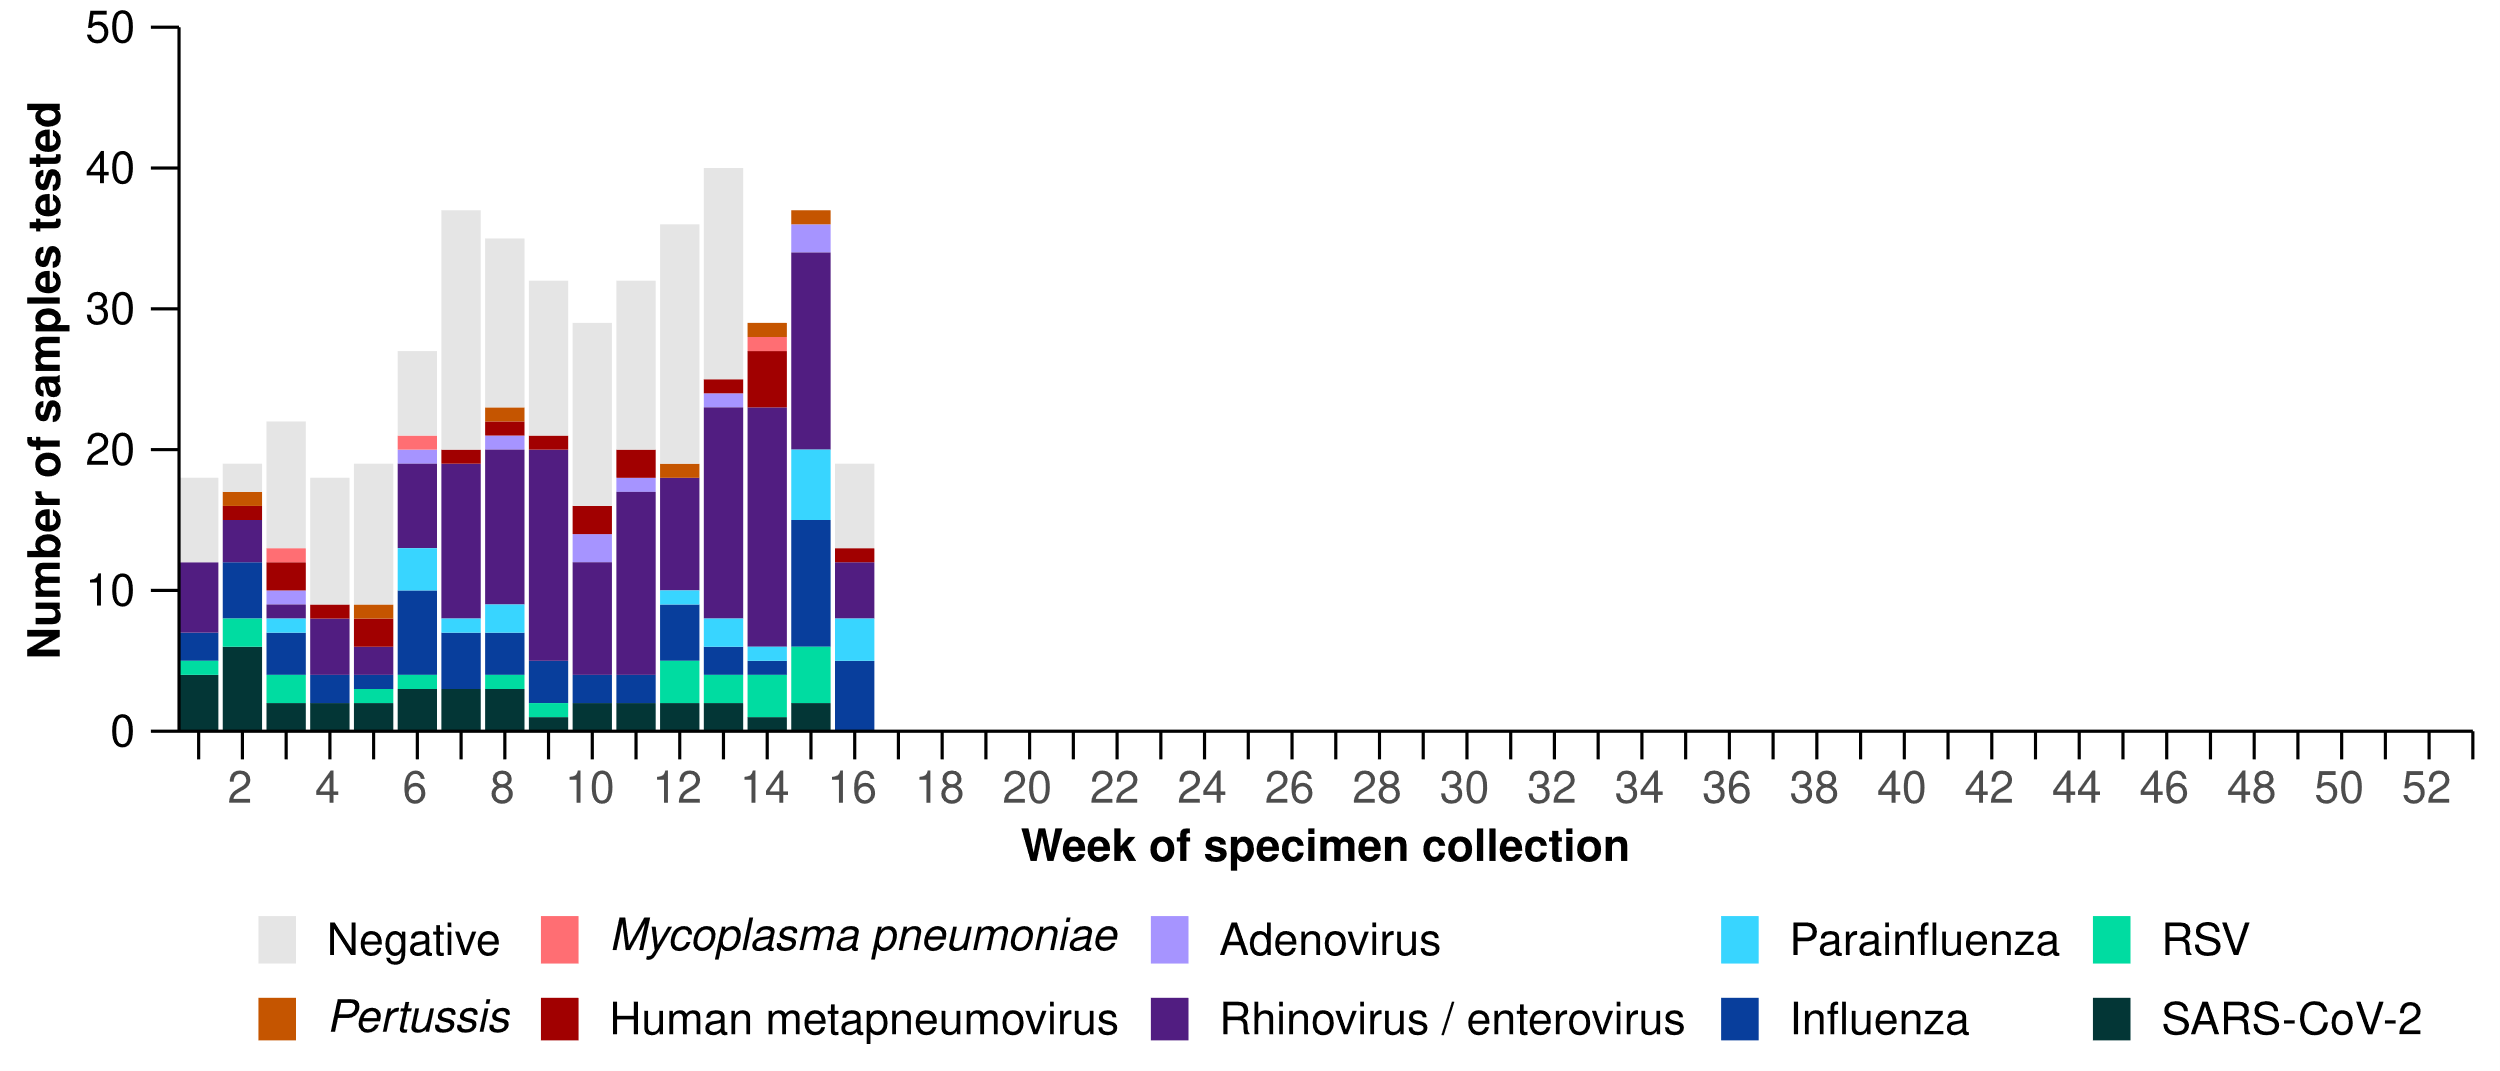 50
40
30
20
10
0
Number of samples tested
2 4 6 8 10 12 14 16 18 20 22 24 26 28 30 32 34 36 38 40 42 44 46 48 50 52
Week of specimen collection
Negative Mycoplasma pneumoniae Adenovirus Parainfluenza RSV
Pertussis Human metapneumovirus Rhinovirus / enterovirus Influenza SARS-CoV-2